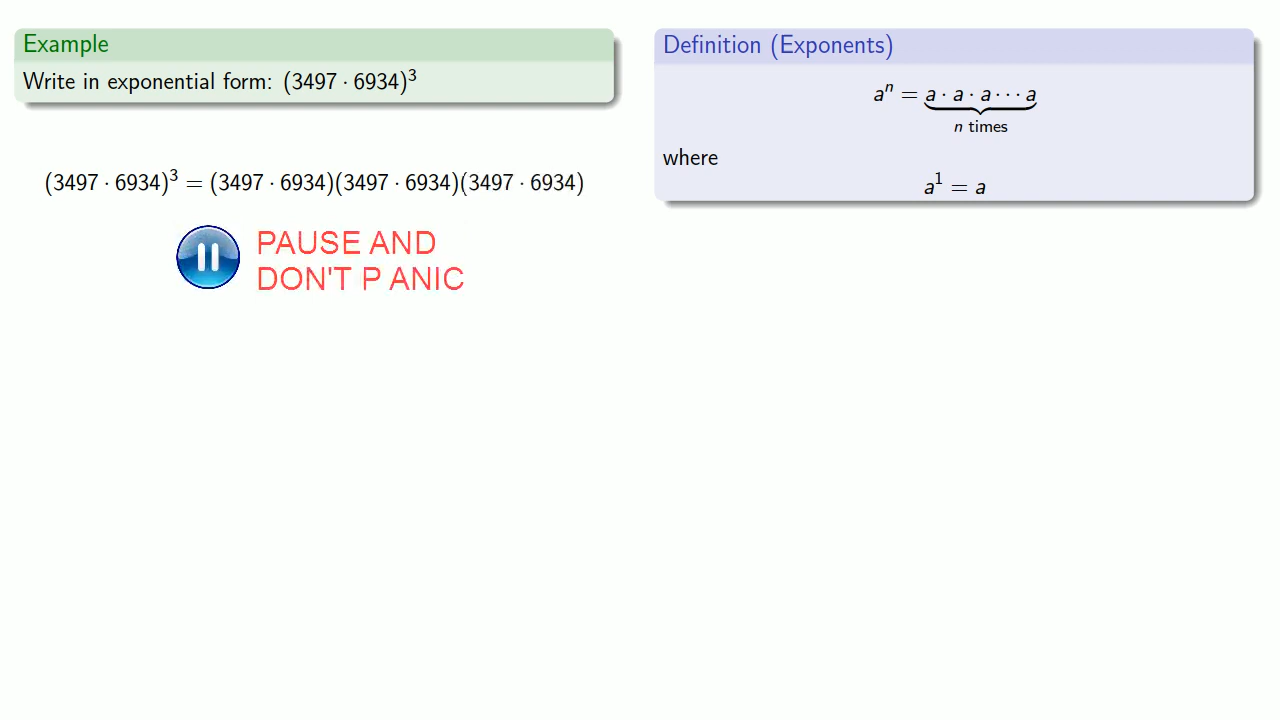 Example
Write in exponential form: (3497 · 6934)³
(3497 · 6934)³ = (3497 · 6934)(3497 · 6934)(3497 · 6934)
PAUSE AND
DON'T P ANIC
Definition (Exponents)
aⁿ = a · a · a · · · a
n times
where
a¹ = a